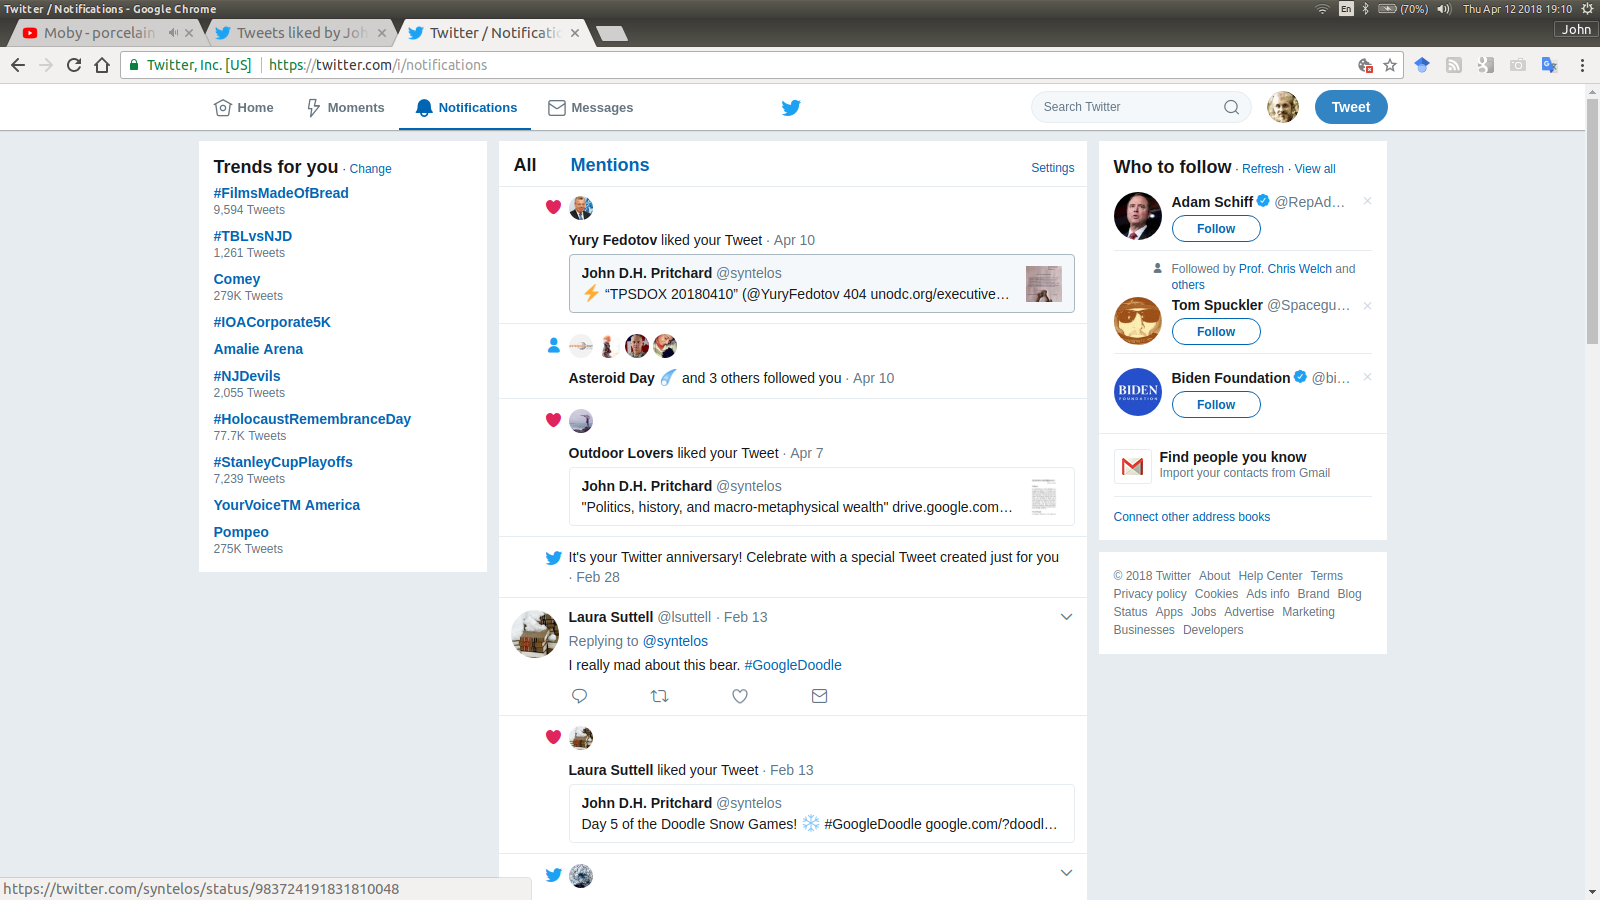 Twitter / Notifications - Google Chrome
En
(70%)
Thu Apr 12 2018 19:10
Moby - porcelain
Tweets liked by Joh
Twitter / Notificatio
John
Twitter, Inc. [US]
https://twitter.com/i/notifications
Home
Moments
Notifications
Messages
Search Twitter
Tweet
Trends for you · Change
#FilmsMadeOfBread
9,594 Tweets
#TBLvsNJD
1,261 Tweets
Comey
279K Tweets
#IOACorporate5K
Amalie Arena
#NJDevils
2,055 Tweets
#HolocaustRemembranceDay
77.7K Tweets
#StanleyCupPlayoffs
7,239 Tweets
YourVoiceTM America
Pompeo
275K Tweets
All
Mentions
Settings
Yury Fedotov liked your Tweet · Apr 10
John D.H. Pritchard @syntelos
⚡ “TPSDOX 20180410” (@YuryFedotov 404 unodc.org/executive…
Asteroid Day ☄️ and 3 others followed you · Apr 10
Outdoor Lovers liked your Tweet · Apr 7
John D.H. Pritchard @syntelos
"Politics, history, and macro-metaphysical wealth" drive.google.com…
It's your Twitter anniversary! Celebrate with a special Tweet created just for you
· Feb 28
Laura Suttell @lsuttell · Feb 13
Replying to @syntelos
I really mad about this bear. #GoogleDoodle
Laura Suttell liked your Tweet · Feb 13
John D.H. Pritchard @syntelos
Day 5 of the Doodle Snow Games! ❄️ #GoogleDoodle google.com/?doodl…
Who to follow · Refresh · View all
Adam Schiff @RepAd…
Follow
Followed by Prof. Chris Welch and
others
Tom Spuckler @Spacegu…
Follow
BIDEN
FOUNDATION
Biden Foundation @bi…
Follow
Find people you know
Import your contacts from Gmail
Connect other address books
© 2018 Twitter About Help Center Terms
Privacy policy Cookies Ads info Brand Blog
Status Apps Jobs Advertise Marketing
Businesses Developers
https://twitter.com/syntelos/status/983724191831810048